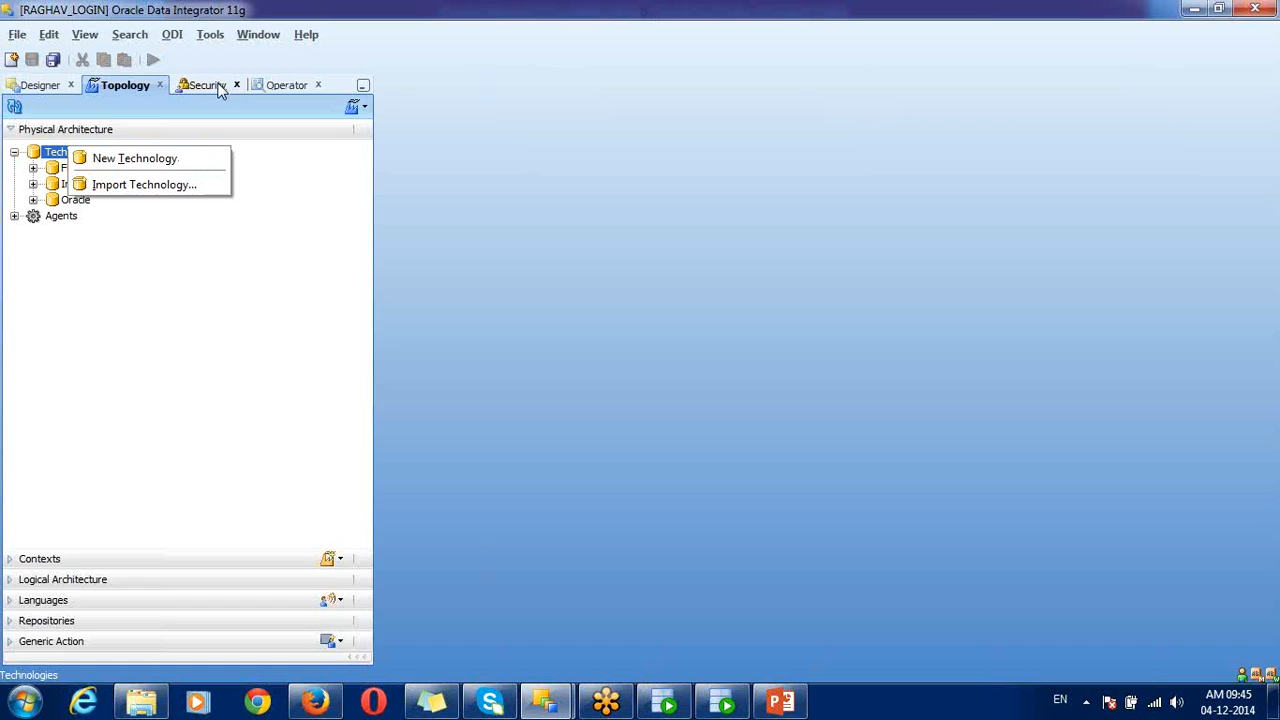 [RAGHAV_LOGIN] Oracle Data Integrator 11g
File Edit View Search ODI Tools Window Help
Designer Topology Security Operator
Physical Architecture
Tech
New Technology.
Import Technology...
Oracle
Agents
Contexts
Logical Architecture
Languages
Repositories
Generic Action
Technologies
EN
AM 09:45
04-12-2014